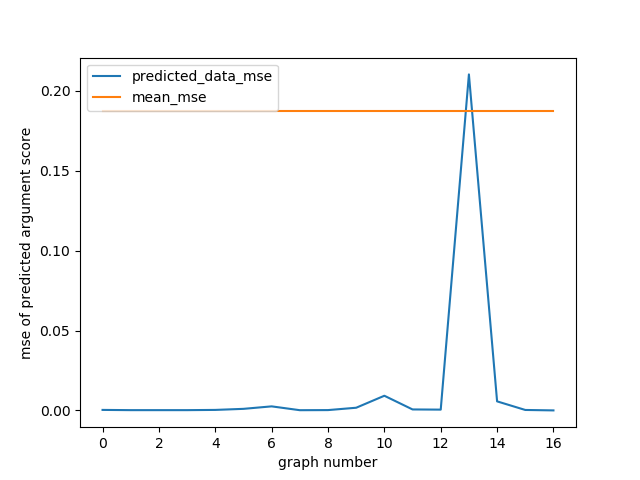 predicted_data_mse
mean_mse
mse of predicted argument score
0.20
0.15
0.10
0.05
0.00
0 2 4 6 8 10 12 14 16
graph number